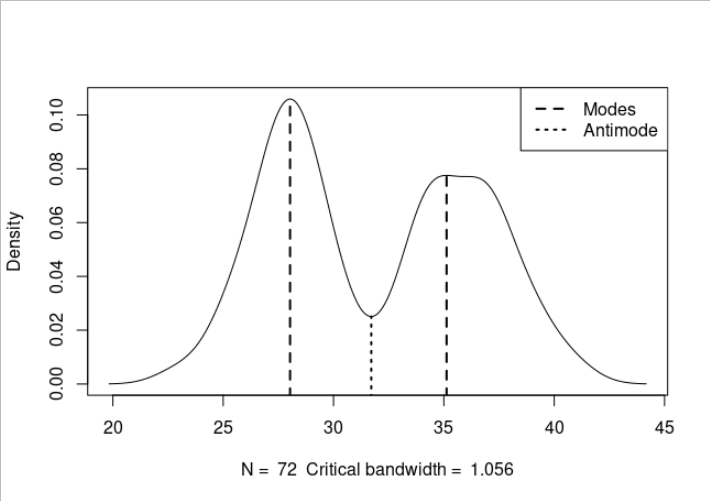 Modes
Antimode
Density
0.10
0.08
0.06
0.04
0.02
0.00
20 25 30 35 40 45
N = 72 Critical bandwidth = 1.056